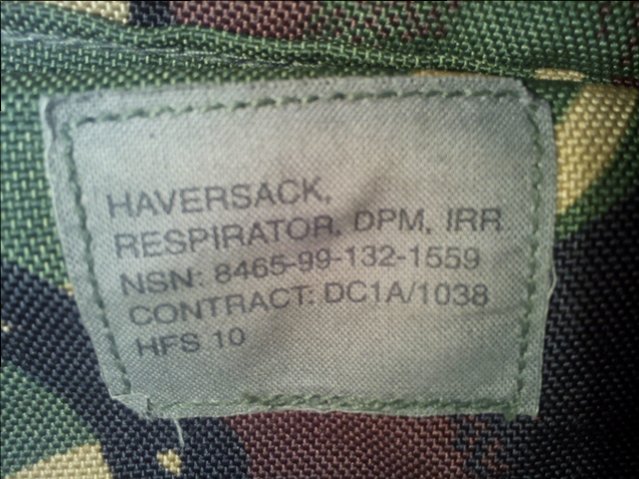 HAVERSACK,
RESPIRATOR, DPM, IRR
NSN: 8465-99-132-1559
CONTRACT: DC1A/1038
HFS 10